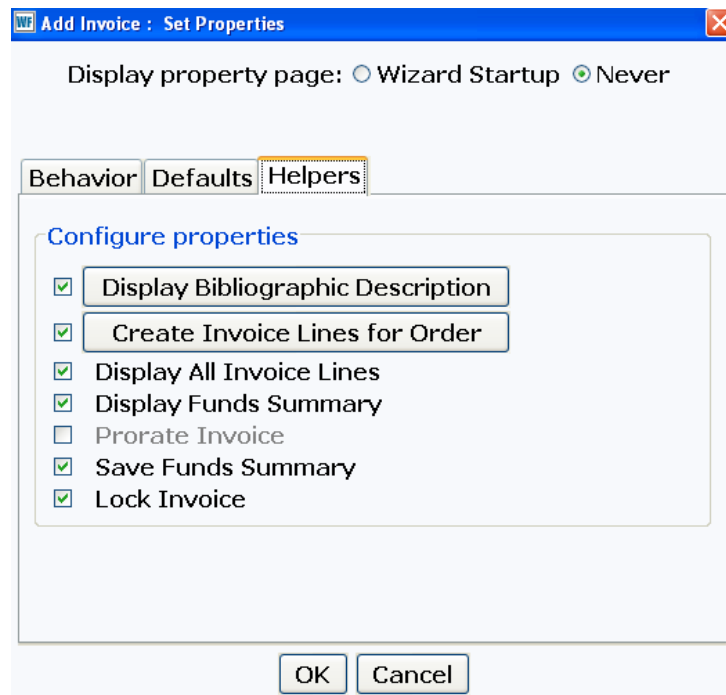 WF Add Invoice : Set Properties
Display property page: Wizard Startup Never
Behavior Defaults Helpers
Configure properties
Display Bibliographic Description
Create Invoice Lines for Order
Display All Invoice Lines
Display Funds Summary
Prorate Invoice
Save Funds Summary
Lock Invoice
OK Cancel